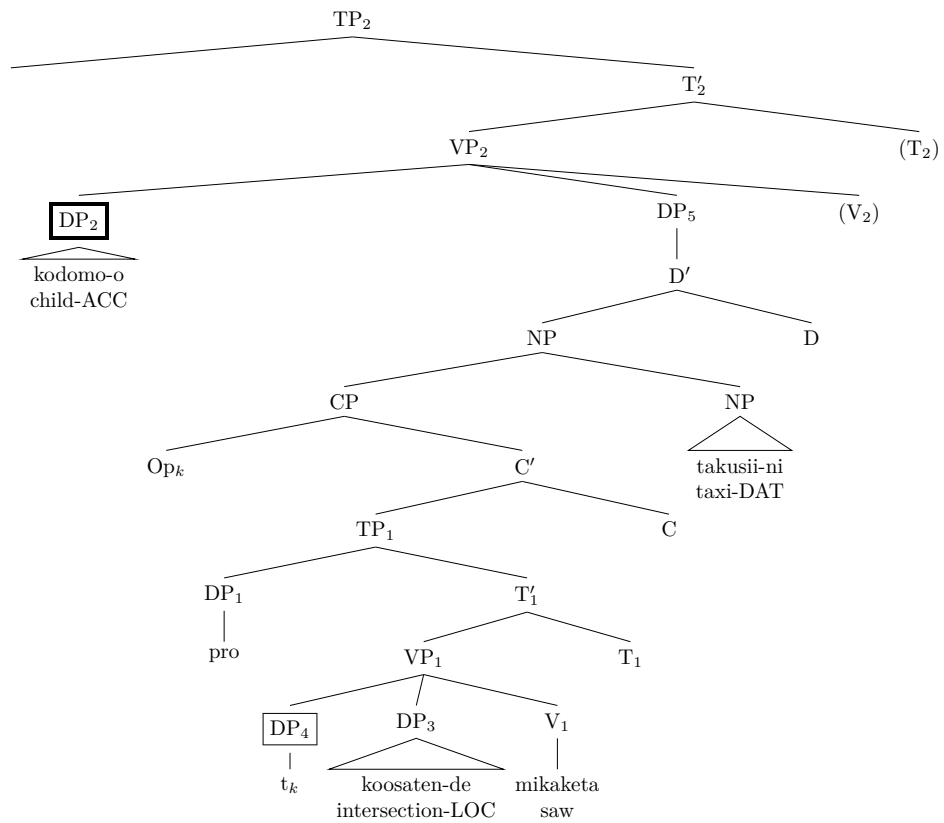 TP₂
T′₂
VP₂ (T₂)
DP₂ DP₅ (V₂)
kodomo-o D′
child-ACC
NP D
CP NP
Opₖ C′ takusii-ni
taxi-DAT
TP₁ C
DP₁ T′₁
pro VP₁ T₁
DP₄ DP₃ V₁
tₖ koosaten-de mikaketa
intersection-LOC saw